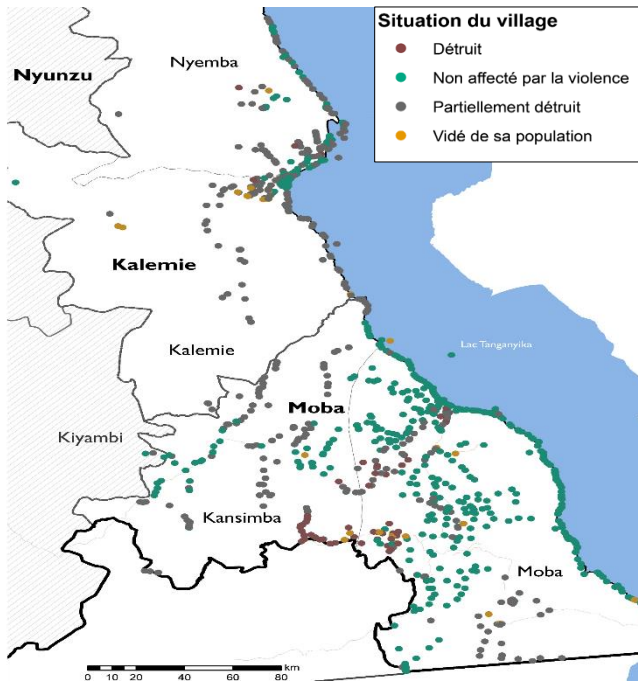 Situation du village
Détruit
Non affecté par la violence
Partiellement détruit
Vidé de sa population
Nyunzu
Nyemba
Kalemie
Kalemie
Lac Tanganyika
Moba
Kiyambi
Kansimba
Moba
km
0 10 20 40 60 80